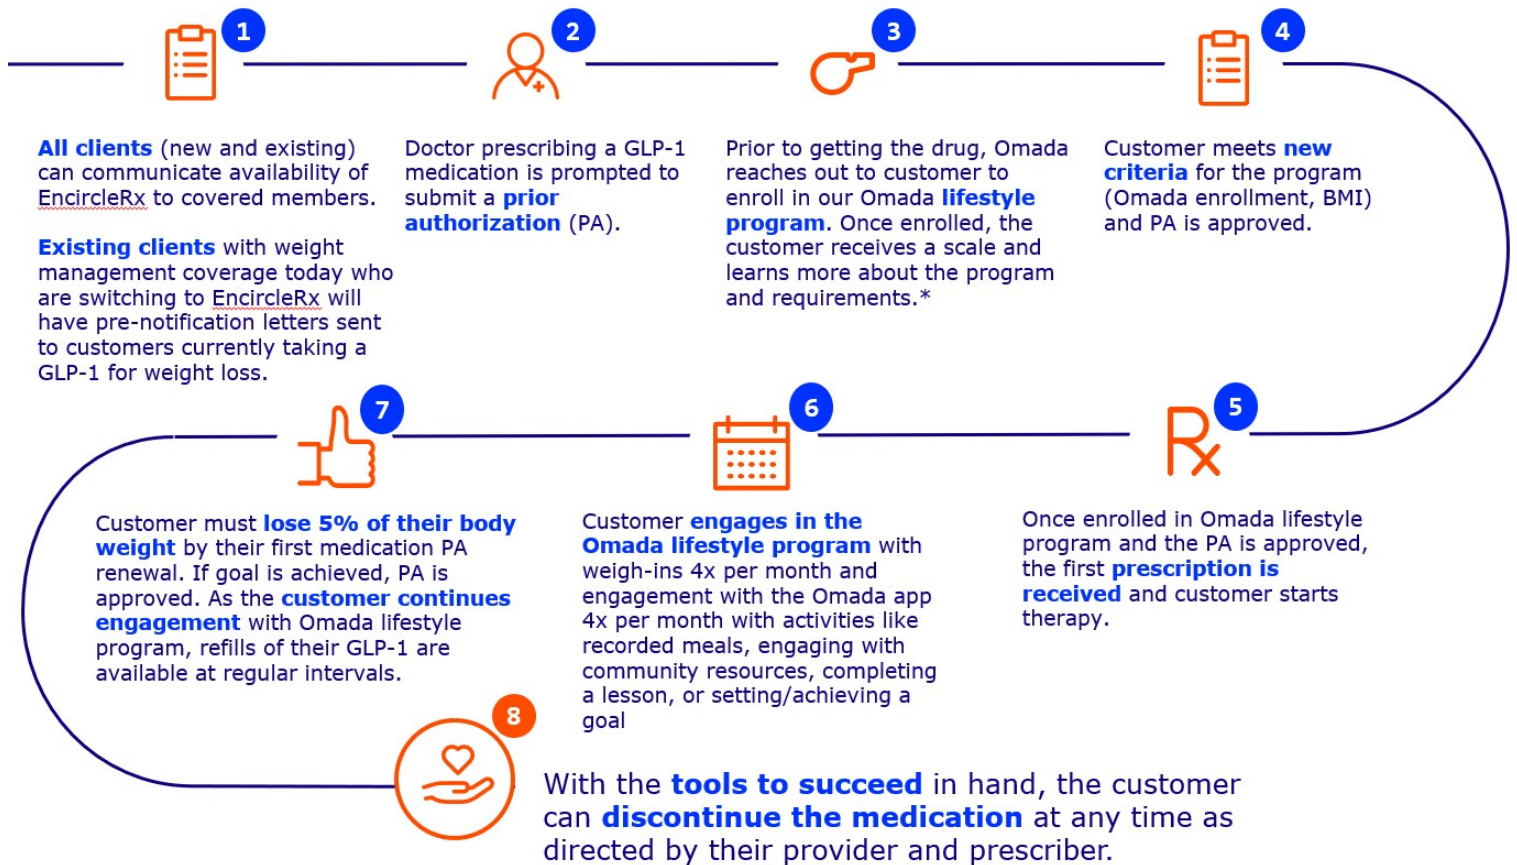 1
All clients (new and existing)
can communicate availability of
EncircleRx to covered members.
Existing clients with weight
management coverage today who
are switching to EncircleRx will
have pre-notification letters sent
to customers currently taking a
GLP-1 for weight loss.
2
Doctor prescribing a GLP-1
medication is prompted to
submit a prior
authorization (PA).
3
Prior to getting the drug, Omada
reaches out to customer to
enroll in our Omada lifestyle
program. Once enrolled, the
customer receives a scale and
learns more about the program
and requirements.*
4
Customer meets new
criteria for the program
(Omada enrollment, BMI)
and PA is approved.
5
Rx
Once enrolled in Omada lifestyle
program and the PA is approved,
the first prescription is
received and customer starts
therapy.
6
Customer engages in the
Omada lifestyle program with
weigh-ins 4x per month and
engagement with the Omada app
4x per month with activities like
recorded meals, engaging with
community resources, completing
a lesson, or setting/achieving a
goal
7
Customer must lose 5% of their body
weight by their first medication PA
renewal. If goal is achieved, PA is
approved. As the customer continues
engagement with Omada lifestyle
program, refills of their GLP-1 are
available at regular intervals.
8
With the tools to succeed in hand, the customer
can discontinue the medication at any time as
directed by their provider and prescriber.